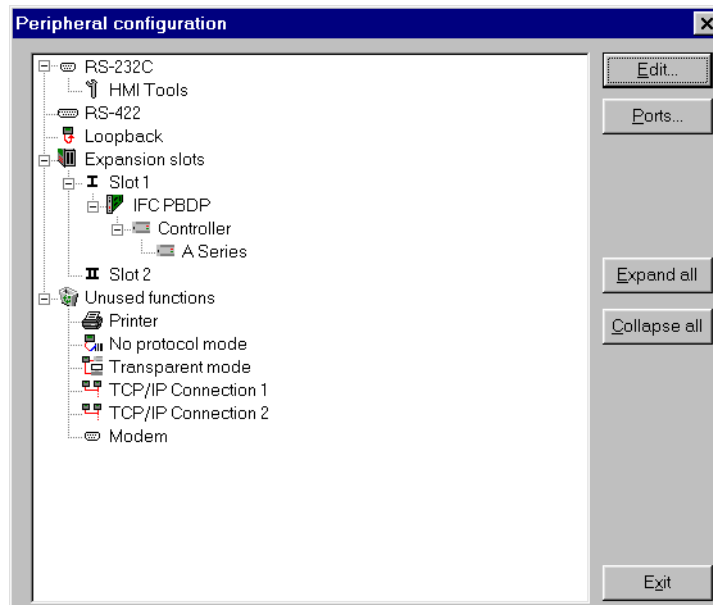 Peripheral configuration
RS-232C
HMI Tools
RS-422
Loopback
Expansion slots
I Slot 1
IFC PBDP
Controller
A Series
II Slot 2
Unused functions
Printer
No protocol mode
Transparent mode
TCP/IP Connection 1
TCP/IP Connection 2
Modem
Edit...
Ports...
Expand all
Collapse all
Exit